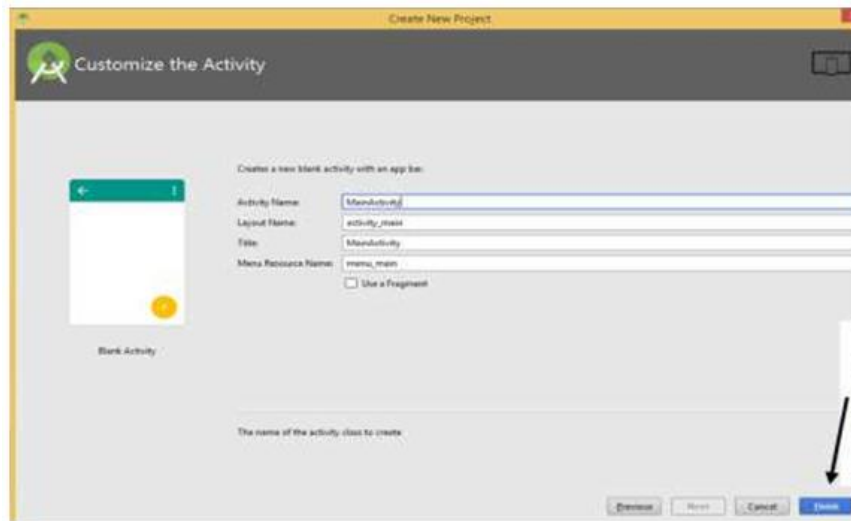 Create New Project
Customize the Activity
Creates a new blank activity with an app bar.
Activity Name: MainActivity
Layout Name: activity_main
Title: MainActivity
Menu Resource Name: menu_main
Use a Fragment
Blank Activity
The name of the activity class to create
Previous Next Cancel Finish